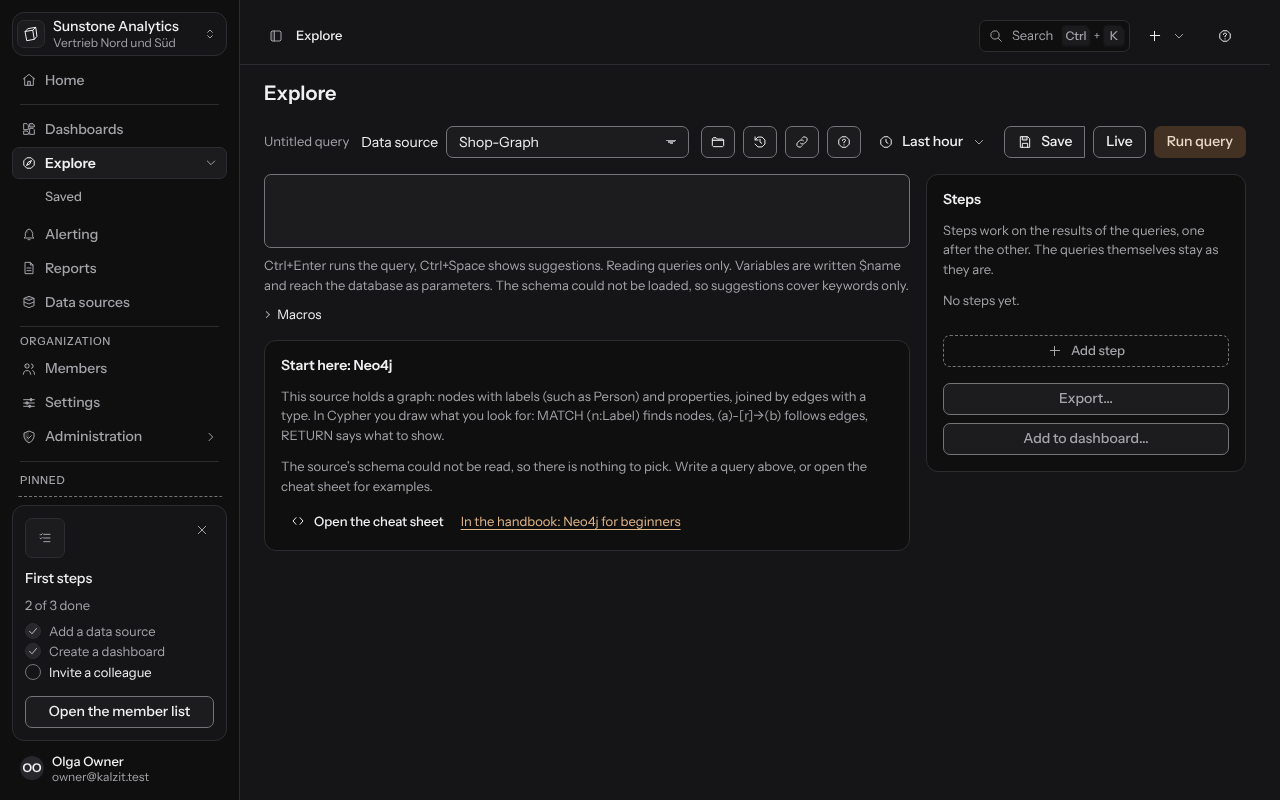 Sunstone Analytics
Vertrieb Nord und Süd
Home
Dashboards
Explore
Saved
Alerting
Reports
Data sources
ORGANIZATION
Members
Settings
Administration
PINNED
First steps
2 of 3 done
Add a data source
Create a dashboard
Invite a colleague
Open the member list
OO
Olga Owner
owner@kalzit.test
Explore
Search Ctrl + K
Explore
Untitled query Data source Shop-Graph Last hour Save Live Run query
Ctrl+Enter runs the query, Ctrl+Space shows suggestions. Reading queries only. Variables are written $name
and reach the database as parameters. The schema could not be loaded, so suggestions cover keywords only.
Macros
Start here: Neo4j
This source holds a graph: nodes with labels (such as Person) and properties, joined by edges with a
type. In Cypher you draw what you look for: MATCH (n:Label) finds nodes, (a)-[r]->(b) follows edges,
RETURN says what to show.
The source's schema could not be read, so there is nothing to pick. Write a query above, or open the
cheat sheet for examples.
Open the cheat sheet In the handbook: Neo4j for beginners
Steps
Steps work on the results of the queries, one
after the other. The queries themselves stay as
they are.
No steps yet.
Add step
Export...
Add to dashboard...